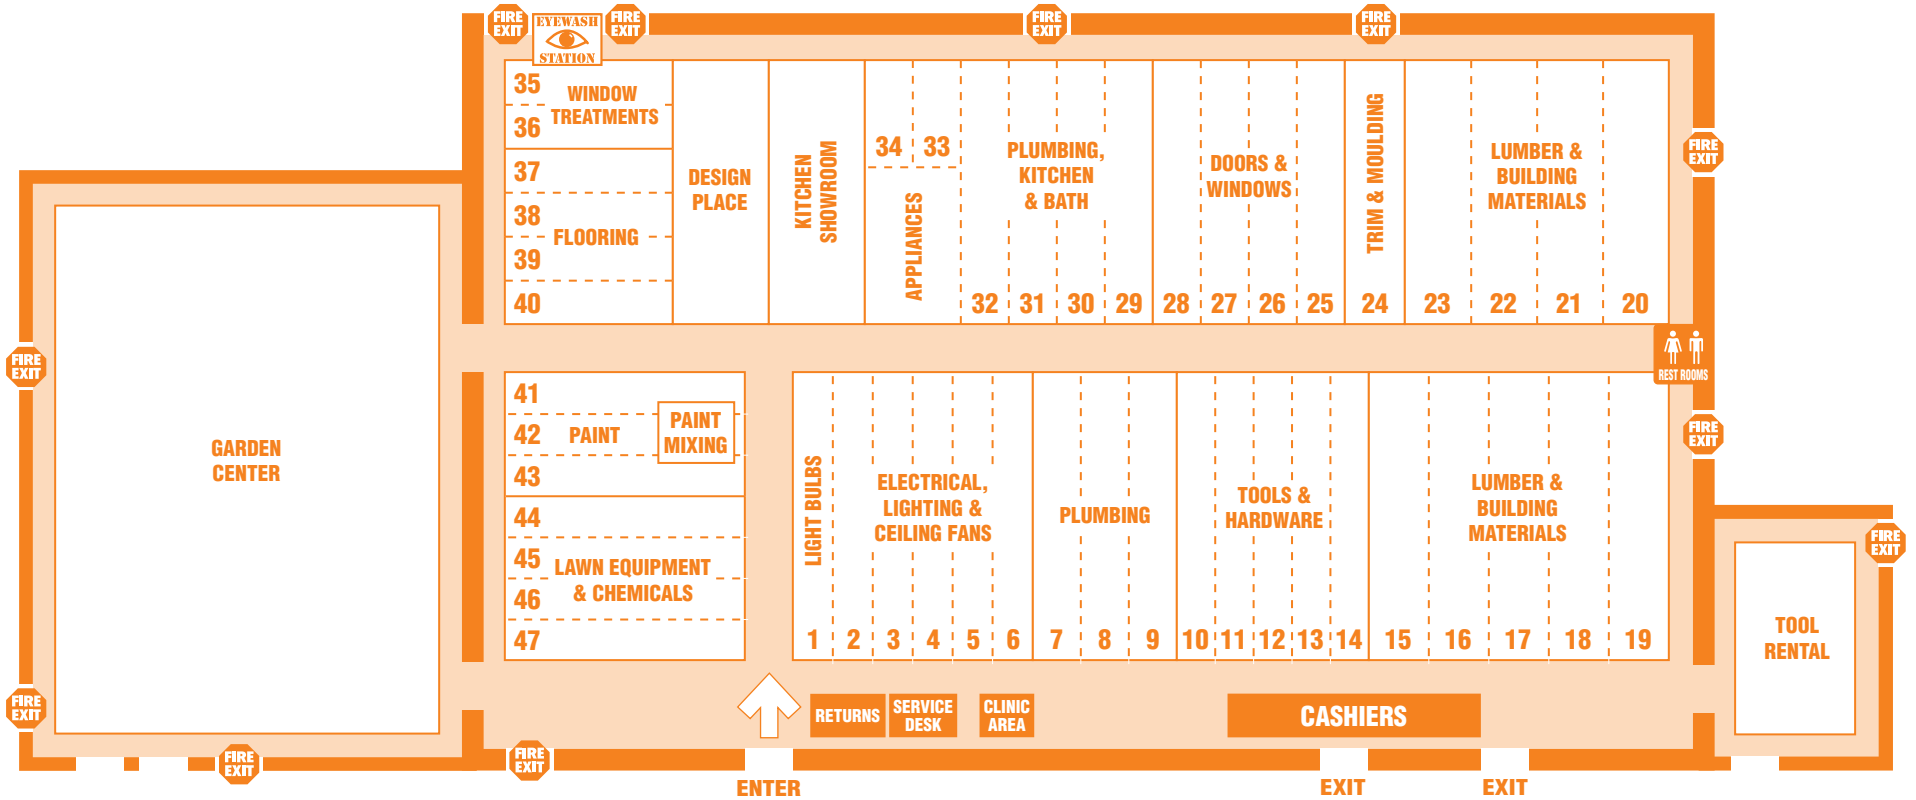 FIRE
EXIT
EYEWASH
STATION
FIRE
EXIT
FIRE
EXIT
FIRE
EXIT
35
36
WINDOW
TREATMENTS
37
38
39
40
FLOORING
DESIGN
PLACE
KITCHEN
SHOWROOM
34 33
APPLIANCES
PLUMBING,
KITCHEN
& BATH
32 31 30 29
DOORS &
WINDOWS
28 27 26 25
TRIM & MOULDING
24
LUMBER &
BUILDING
MATERIALS
23 22 21 20
FIRE
EXIT
REST ROOMS
FIRE
EXIT
FIRE
EXIT
GARDEN
CENTER
FIRE
EXIT
FIRE
EXIT
41
42
43
PAINT
PAINT
MIXING
44
45
46
47
LAWN EQUIPMENT
& CHEMICALS
LIGHT BULBS
1
ELECTRICAL,
LIGHTING &
CEILING FANS
2 3 4 5 6
PLUMBING
7 8 9
TOOLS &
HARDWARE
10 11 12 13 14
LUMBER &
BUILDING
MATERIALS
15 16 17 18 19
FIRE
EXIT
TOOL
RENTAL
RETURNS
SERVICE
DESK
CLINIC
AREA
CASHIERS
FIRE
EXIT
ENTER
EXIT
EXIT